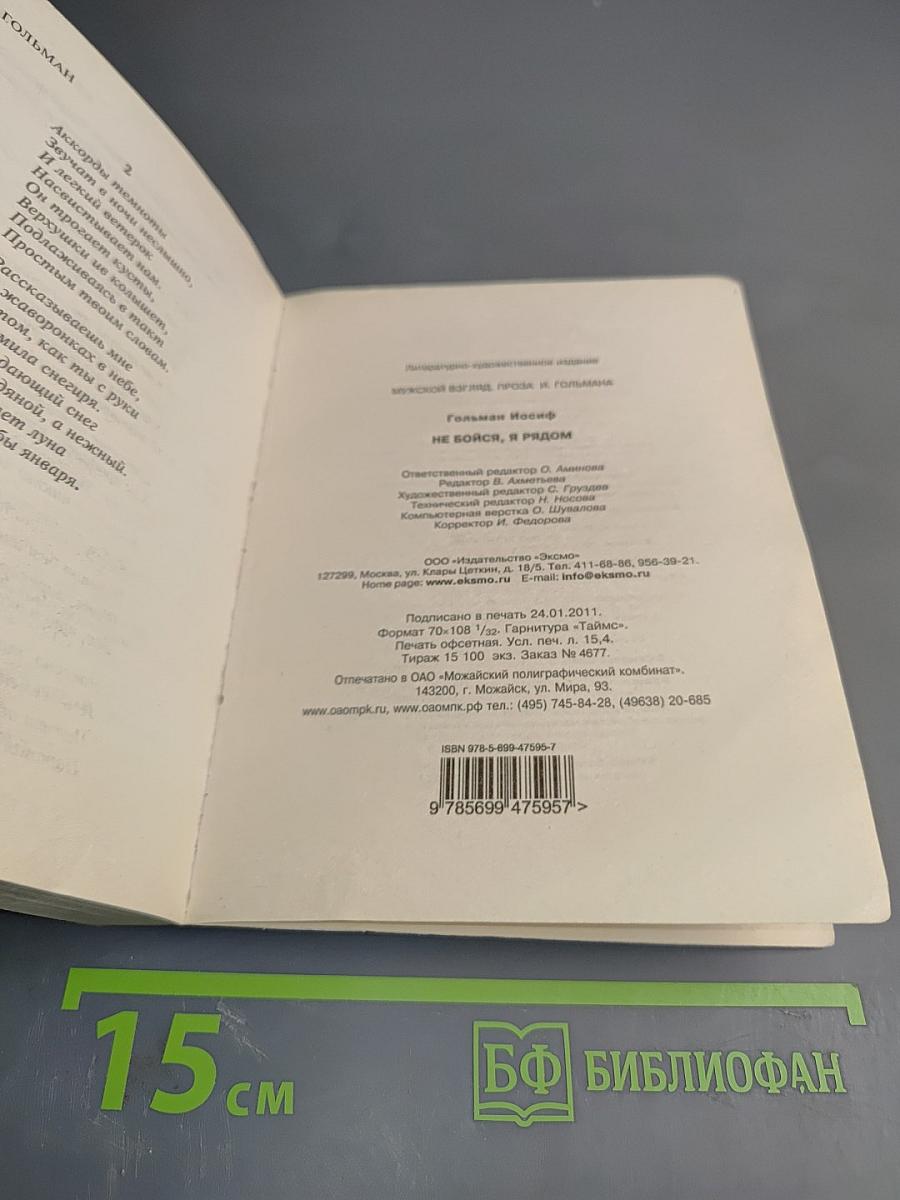 ГОЛЬМАН
2
Аккорды темноты
Звучат в ночи неслышно,
И легкий ветерок
Насвистывает нам.
Он трогает кусты,
Верхушки ив колышет,
Подлаживаясь в такт
Простым твоим словам.
Рассказываешь мне
жаворонках в небе,
том, как ты с руки
мила снегиря.
дающий снег
дяной, а нежный.
ет луна
бы января.
Литературно-художественное издание
МУЖСКОЙ ВЗГЛЯД. ПРОЗА И. ГОЛЬМАНА
Гольман Иосиф
НЕ БОЙСЯ, Я РЯДОМ
Ответственный редактор О. Аминова
Редактор В. Ахметьева
Художественный редактор С. Груздев
Технический редактор Н. Носова
Компьютерная верстка О. Шувалова
Корректор И. Федорова
ООО «Издательство «Эксмо»
127299, Москва, ул. Клары Цеткин, д. 18/5. Тел. 411-68-86, 956-39-21.
Home page: www.eksmo.ru E-mail: info@eksmo.ru
Подписано в печать 24.01.2011.
Формат 70×108 1/32. Гарнитура «Таймс».
Печать офсетная. Усл. печ. л. 15,4.
Тираж 15 100 экз. Заказ № 4677.
Отпечатано в ОАО «Можайский полиграфический комбинат».
143200, г. Можайск, ул. Мира, 93.
www.oaompk.ru, www.оаомпк.рф тел.: (495) 745-84-28, (49638) 20-685
ISBN 978-5-699-47595-7
9 785699 475957 >
15 см
БФ БИБЛИОФАН